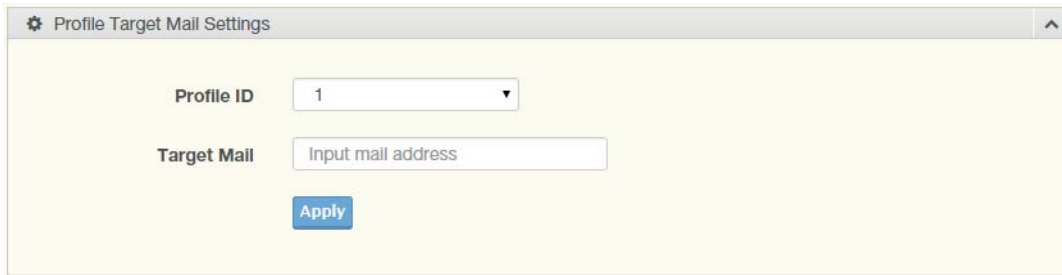 Profile Target Mail Settings
Profile ID 1
Target Mail Input mail address
Apply